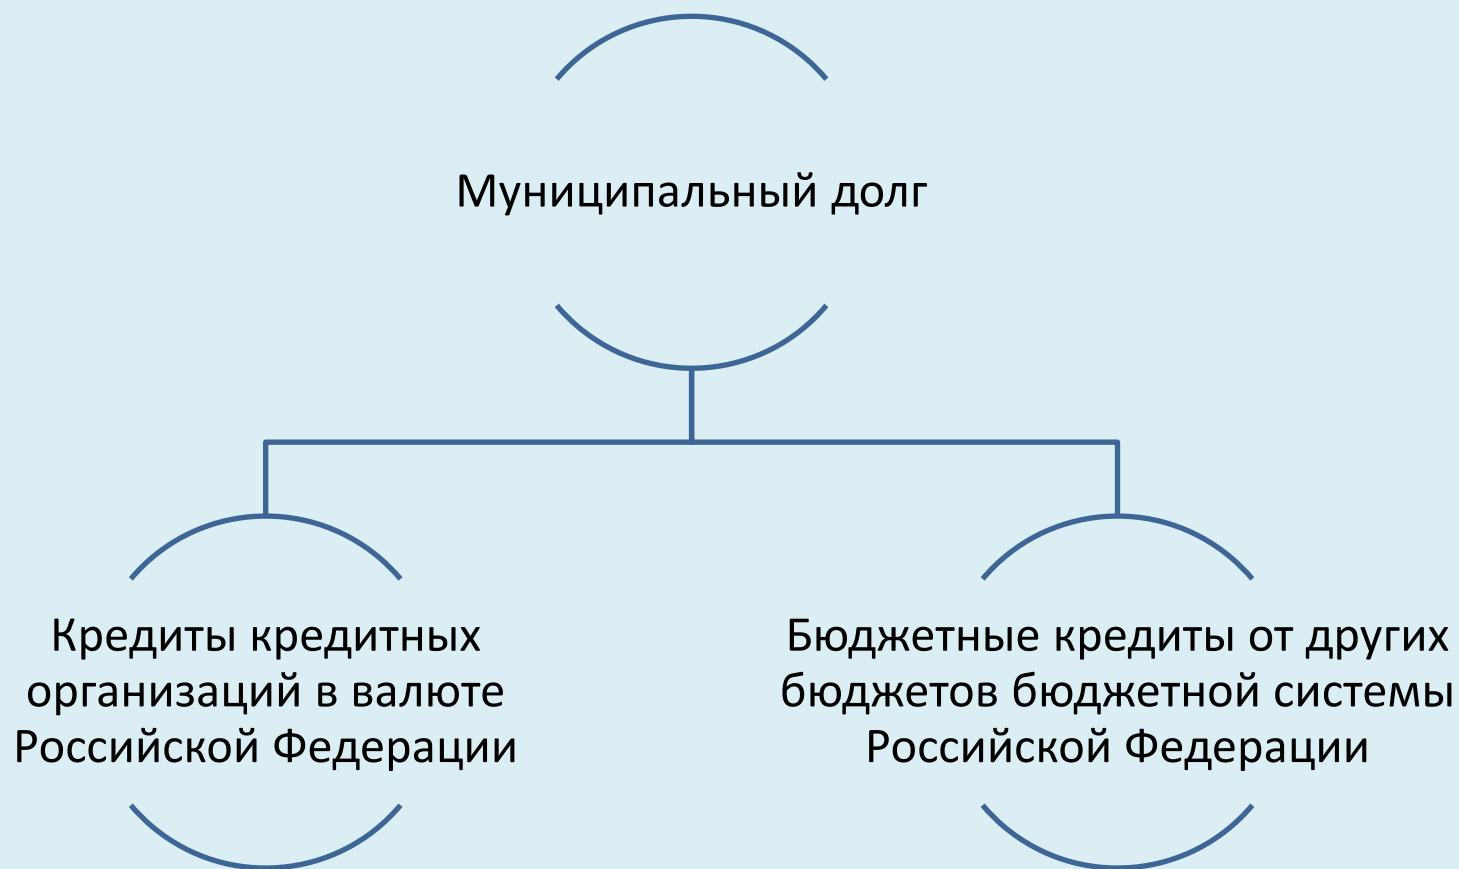 Муниципальный долг
Кредиты кредитных
организаций в валюте
Российской Федерации
Бюджетные кредиты от других
бюджетов бюджетной системы
Российской Федерации